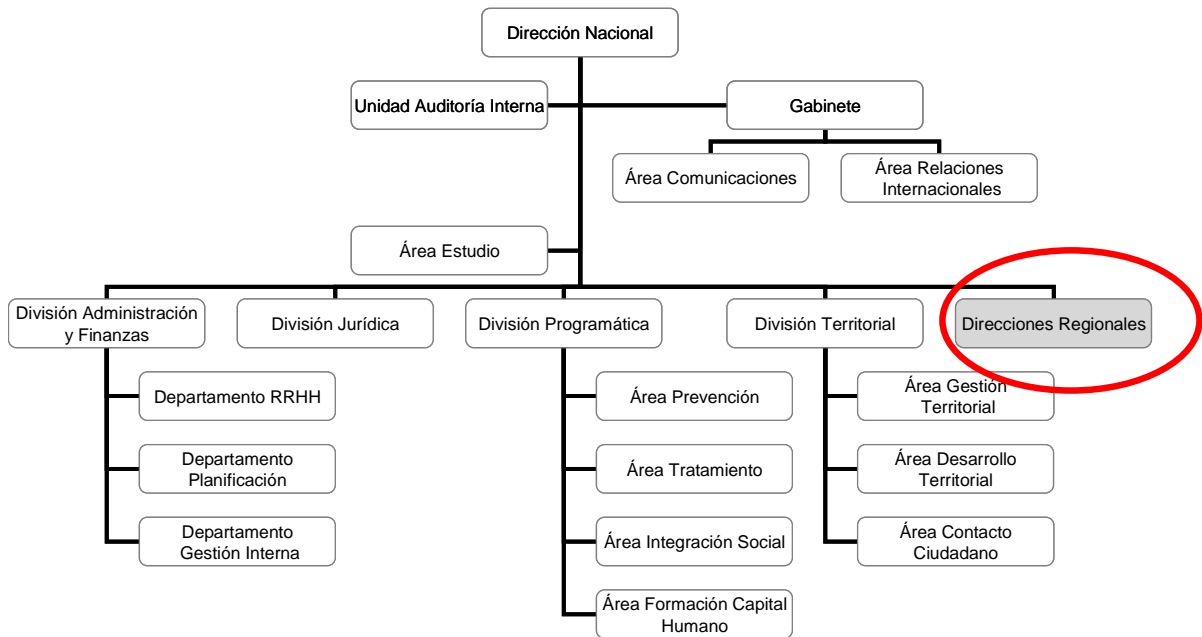 Dirección Nacional
Unidad Auditoría Interna
Gabinete
Área Comunicaciones
Área Relaciones
Internacionales
Área Estudio
División Administración
y Finanzas
División Jurídica
División Programática
División Territorial
Direcciones Regionales
Departamento RRHH
Departamento
Planificación
Departamento
Gestión Interna
Área Prevención
Área Tratamiento
Área Integración Social
Área Formación Capital
Humano
Área Gestión
Territorial
Área Desarrollo
Territorial
Área Contacto
Ciudadano